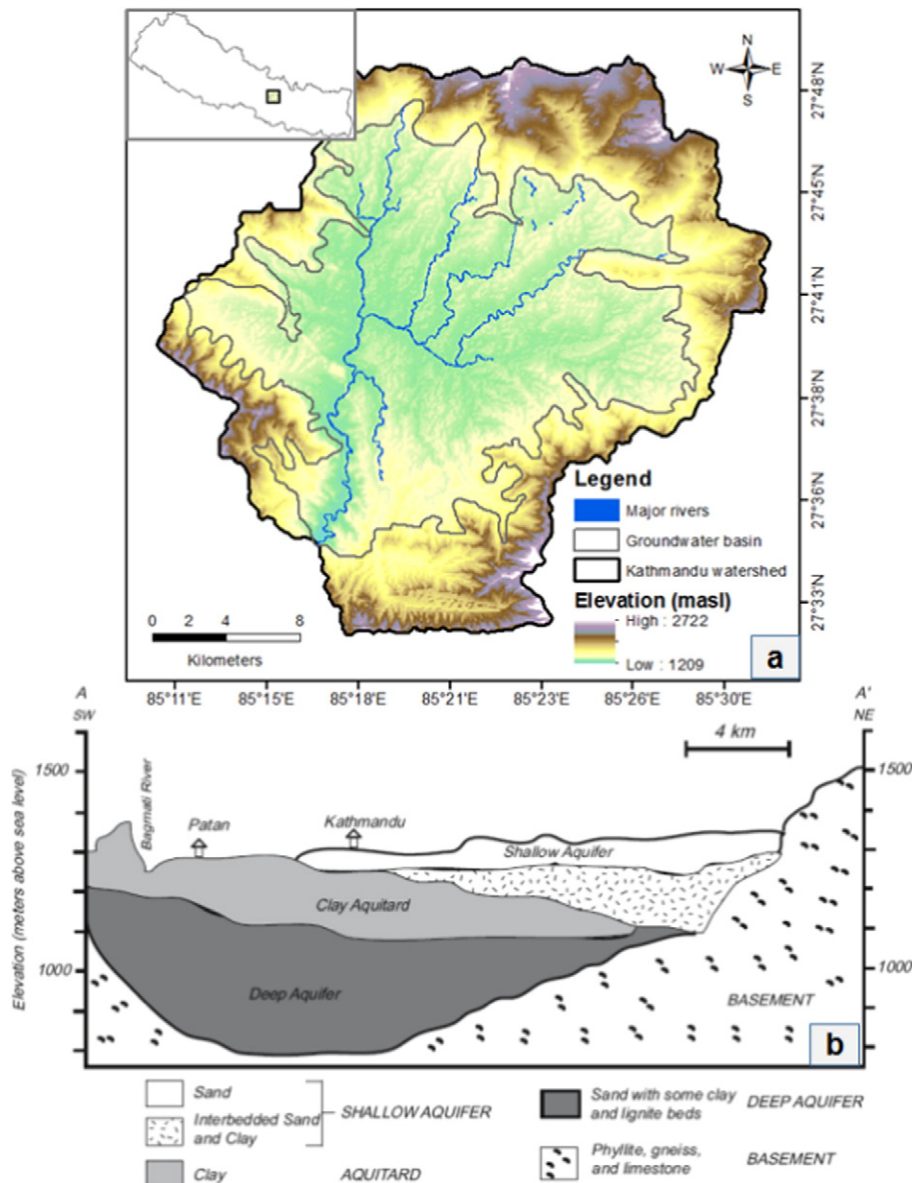 N
W E
S
27°48'N
27°45'N
27°41'N
27°38'N
27°36'N
27°33'N
Legend
Major rivers
Groundwater basin
Kathmandu watershed
Elevation (masl)
High : 2722
Low : 1209
0 2 4 8
Kilometers
a
85°11'E 85°15'E 85°18'E 85°21'E 85°23'E 85°26'E 85°30'E
A A'
SW NE
4 km
1500 1500
1000 1000
Elevation (meters above sea level)
Bagmati River
Patan
Kathmandu
Shallow Aquifer
Clay Aquitard
Deep Aquifer
BASEMENT
b
Sand
Interbedded Sand
and Clay
SHALLOW AQUIFER
Clay AQUITARD
Sand with some clay
and lignite beds
DEEP AQUIFER
Phyllite, gneiss,
and limestone
BASEMENT